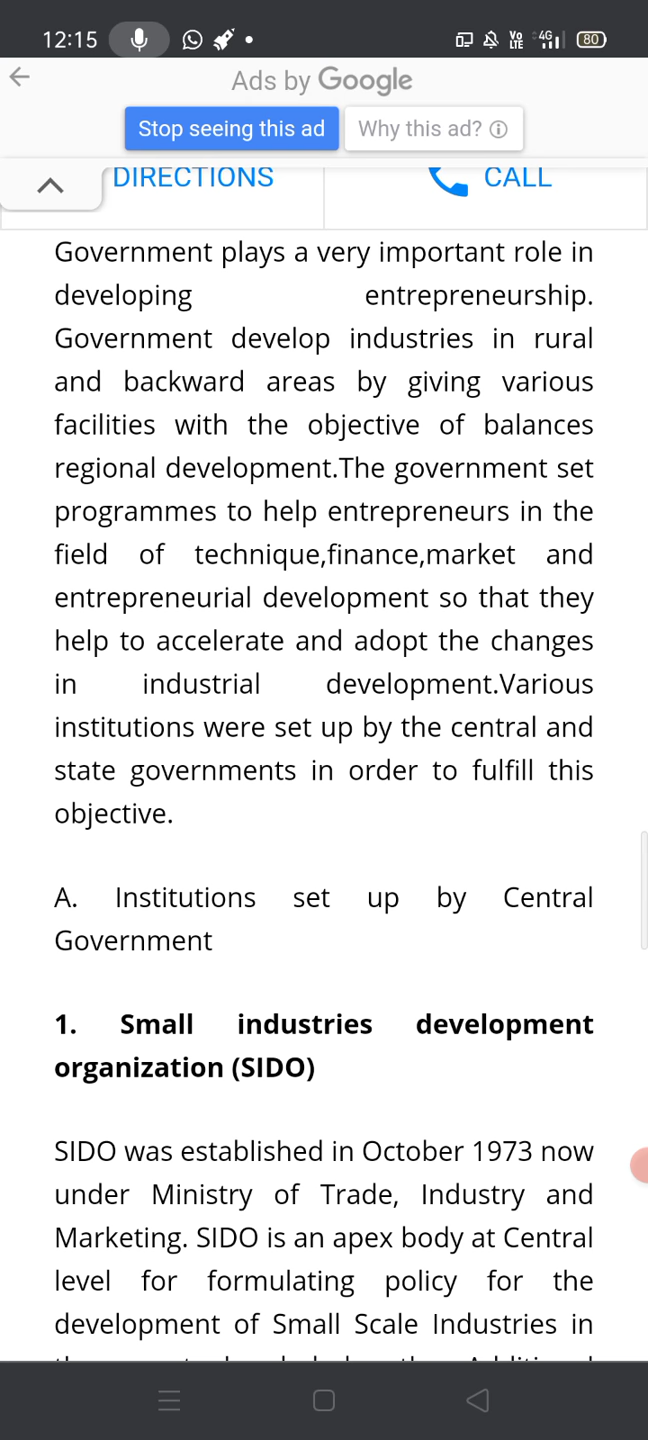 12:15
Vo LTE 4G 80
Ads by Google
Stop seeing this ad Why this ad?
DIRECTIONS CALL
Government plays a very important role in
developing entrepreneurship.
Government develop industries in rural
and backward areas by giving various
facilities with the objective of balances
regional development.The government set
programmes to help entrepreneurs in the
field of technique,finance,market and
entrepreneurial development so that they
help to accelerate and adopt the changes
in industrial development.Various
institutions were set up by the central and
state governments in order to fulfill this
objective.
A. Institutions set up by Central
Government
1. Small industries development
organization (SIDO)
SIDO was established in October 1973 now
under Ministry of Trade, Industry and
Marketing. SIDO is an apex body at Central
level for formulating policy for the
development of Small Scale Industries in